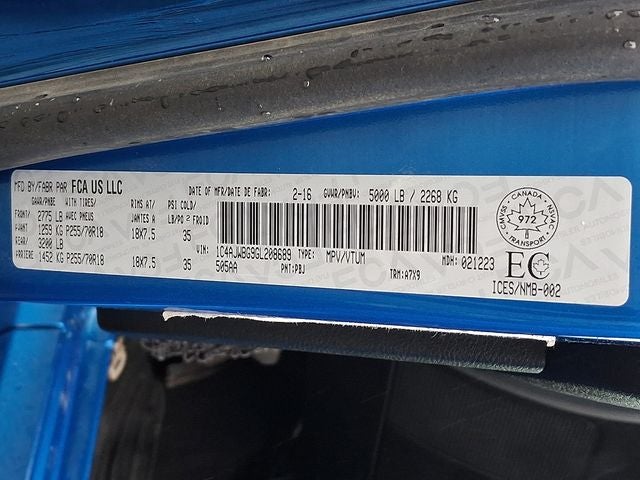 MFD BY/FABR PAR FCA US LLC DATE OF MFR/DATE DE FABR: 2-16 GVWR/PNBV: 5000 LB / 2268 KG
GAWR/PNBE WITH TIRES/ RIMS AT/ PSI COLD/
FRONT/ 2775 LB AVEC PNEUS JANTES A LB/PO 2 FROID
AVANT 1259 KG P255/70R18 18X7.5 35
REAR/ 3200 LB VIN: 1C4AJWBG9GL208689 TYPE: MPV/VTUM MDH: 021223
ARRIERE 1452 KG P255/70R18 18X7.5 35 505AA PNT:PBJ TRM:A7X9
CANADA
CMVSS NSVAC
972
TRANSPORT
EC
ICES/NMB-002